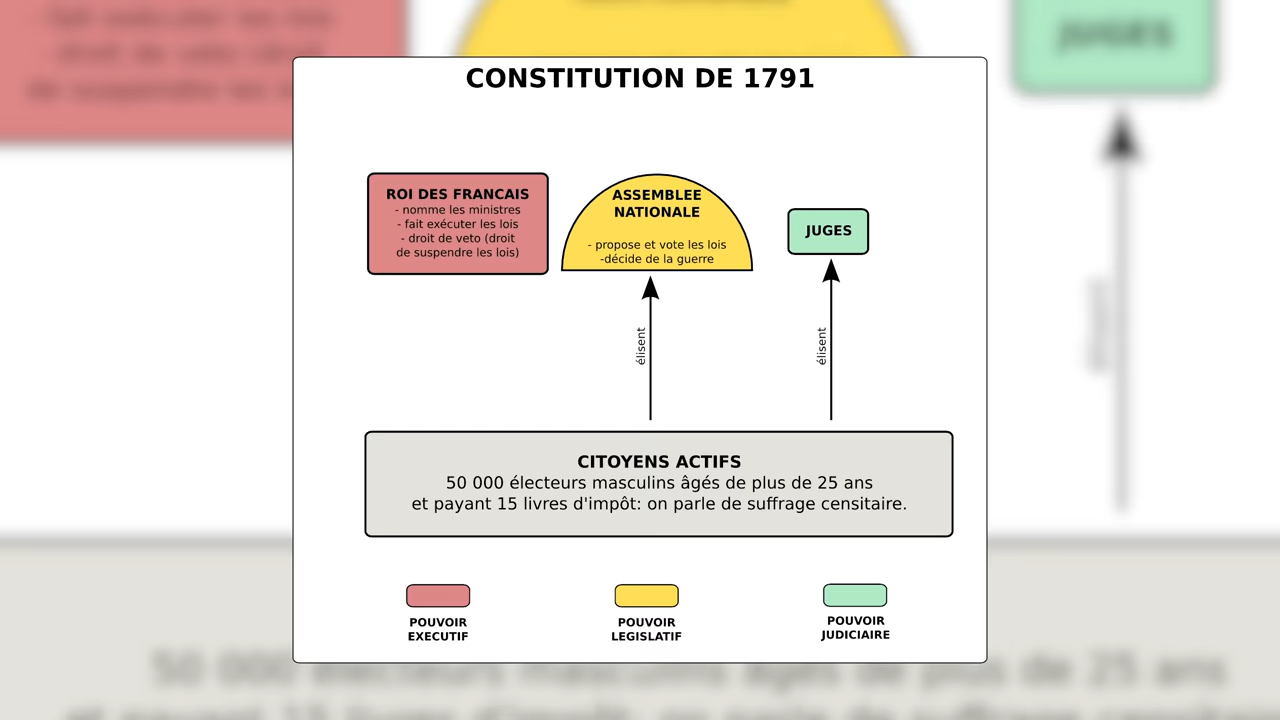 CONSTITUTION DE 1791
ROI DES FRANCAIS
- nomme les ministres
- fait exécuter les lois
- droit de veto (droit
de suspendre les lois)
ASSEMBLEE
NATIONALE
- propose et vote les lois
-décide de la guerre
JUGES
élisent
élisent
CITOYENS ACTIFS
50 000 électeurs masculins âgés de plus de 25 ans
et payant 15 livres d'impôt: on parle de suffrage censitaire.
POUVOIR
EXECUTIF
POUVOIR
LEGISLATIF
POUVOIR
JUDICIAIRE